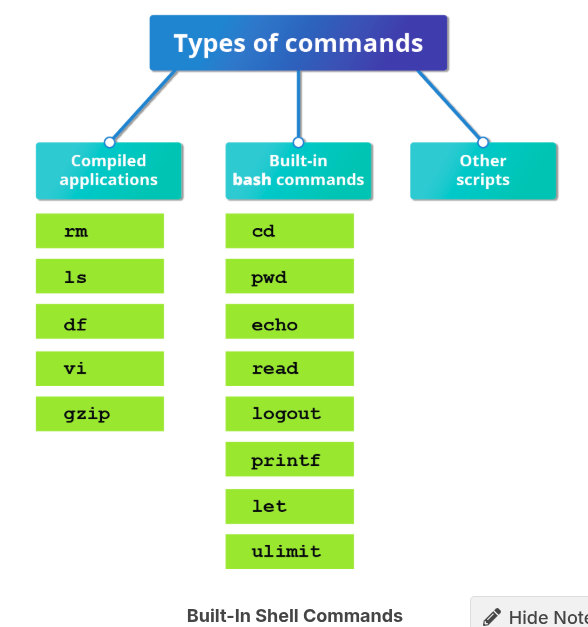 Types of commands
Compiled
applications
Built-in
bash commands
Other
scripts
rm
ls
df
vi
gzip
cd
pwd
echo
read
logout
printf
let
ulimit
Built-In Shell Commands
Hide